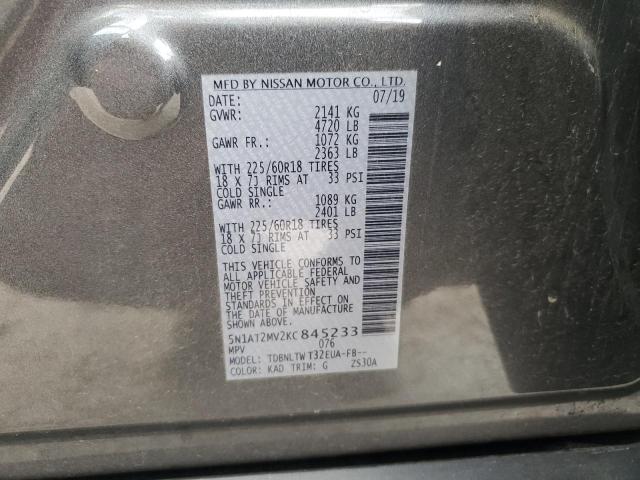 MFD BY NISSAN MOTOR CO., LTD.
DATE: 07/19
GVWR: 2141 KG
4720 LB
GAWR FR.: 1072 KG
2363 LB
WITH 225/60R18 TIRES
18 X 7J RIMS AT 33 PSI
COLD SINGLE
GAWR RR.: 1089 KG
2401 LB
WITH 225/60R18 TIRES
18 X 7J RIMS AT 33 PSI
COLD SINGLE
THIS VEHICLE CONFORMS TO
ALL APPLICABLE FEDERAL
MOTOR VEHICLE SAFETY AND
THEFT PREVENTION
STANDARDS IN EFFECT ON
THE DATE OF MANUFACTURE
SHOWN ABOVE.
5N1AT2MV2KC845233
MPV 076
MODEL: TDBNLTW T32EUA-FB--
COLOR: KAD TRIM: G ZS30A